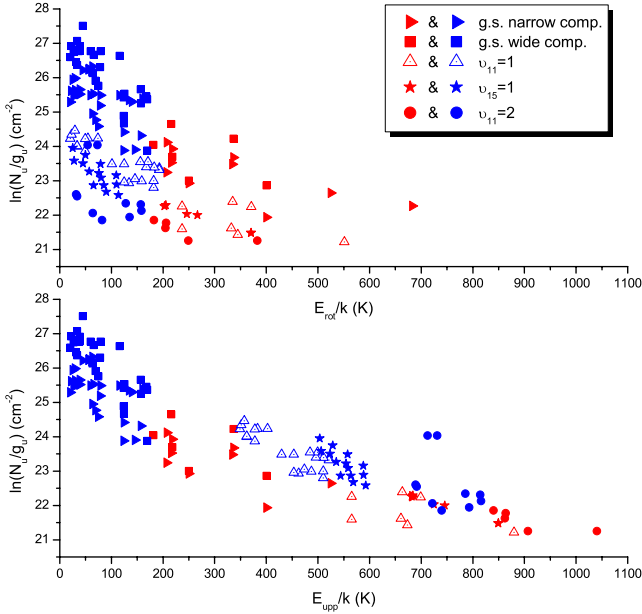 28
27
26
25
24
23
22
21
ln(Nu/gu) (cm-2)
& g.s. narrow comp.
& g.s. wide comp.
& υ11=1
& υ15=1
& υ11=2
0 100 200 300 400 500 600 700 800 900 1000 1100
Erot/k (K)
28
27
26
25
24
23
22
21
ln(Nu/gu) (cm-2)
0 100 200 300 400 500 600 700 800 900 1000 1100
Eupp/k (K)